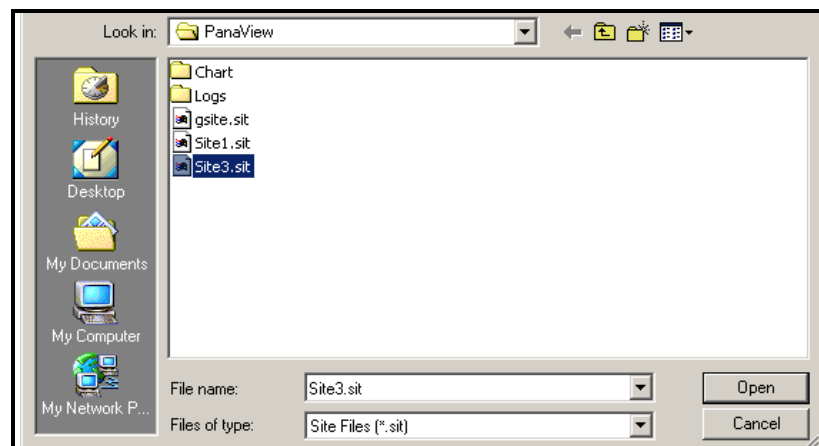 Look in: PanaView
History
Desktop
My Documents
My Computer
My Network P...
Chart
Logs
gsite.sit
Site1.sit
Site3.sit
File name: Site3.sit Open
Files of type: Site Files (*.sit) Cancel